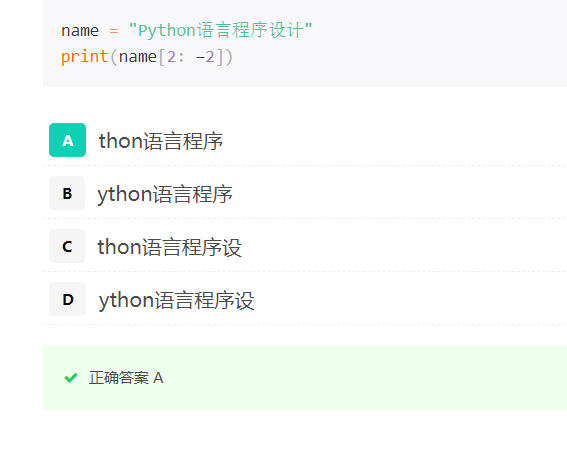 name = "Python语言程序设计"
print(name[2: -2])
A thon语言程序
B ython语言程序
C thon语言程序设
D ython语言程序设
正确答案 A